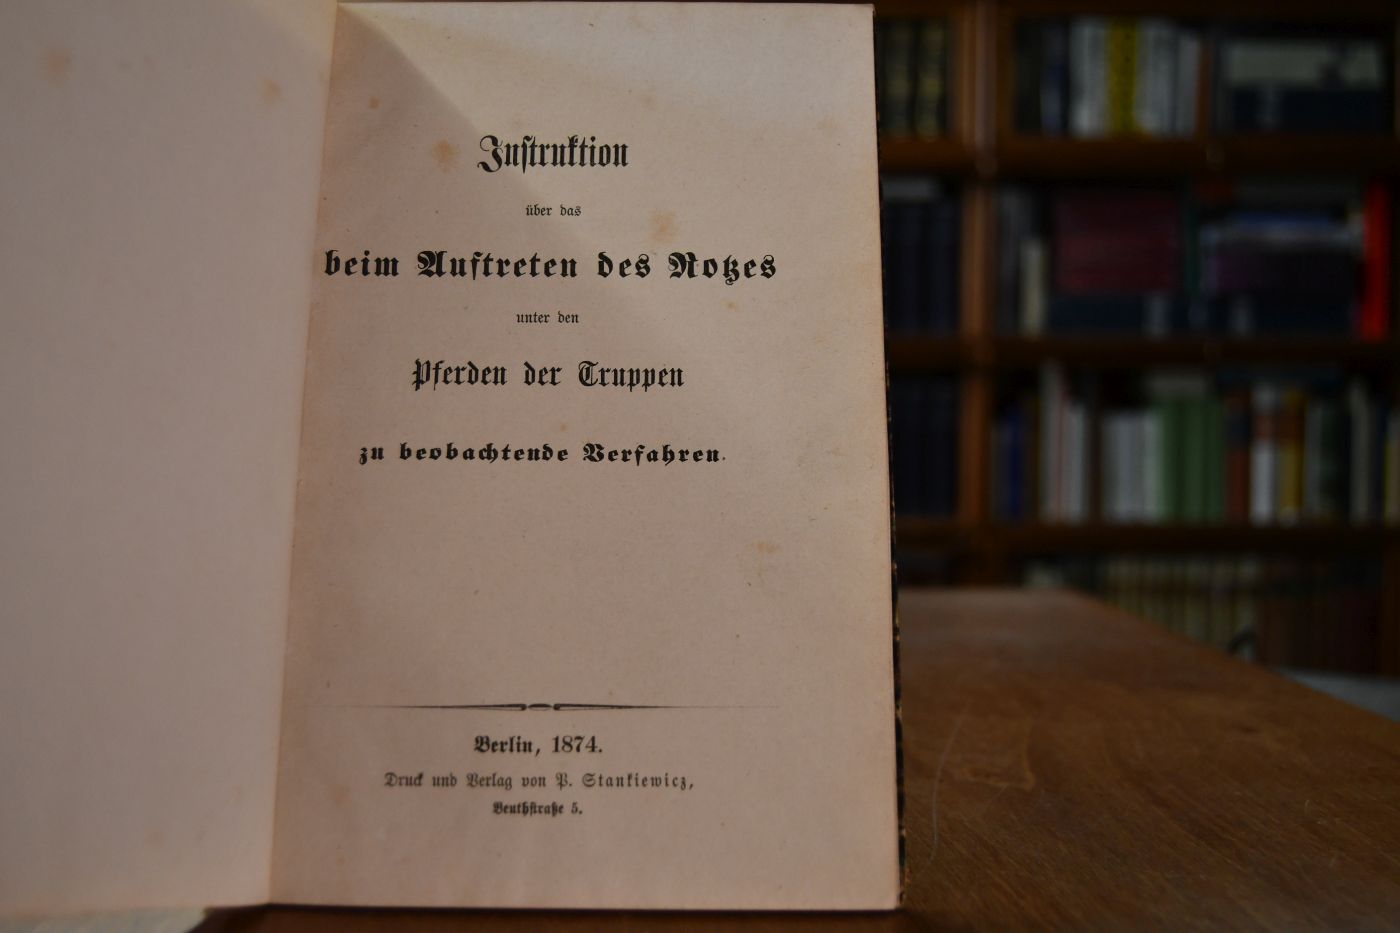 Instruktion
über das
beim Auftreten des Rotzes
unter den
Pferden der Truppen
zu beobachtende Verfahren.
Berlin, 1874.
Druck und Verlag von P. Stankiewicz,
Beuthstraße 5.